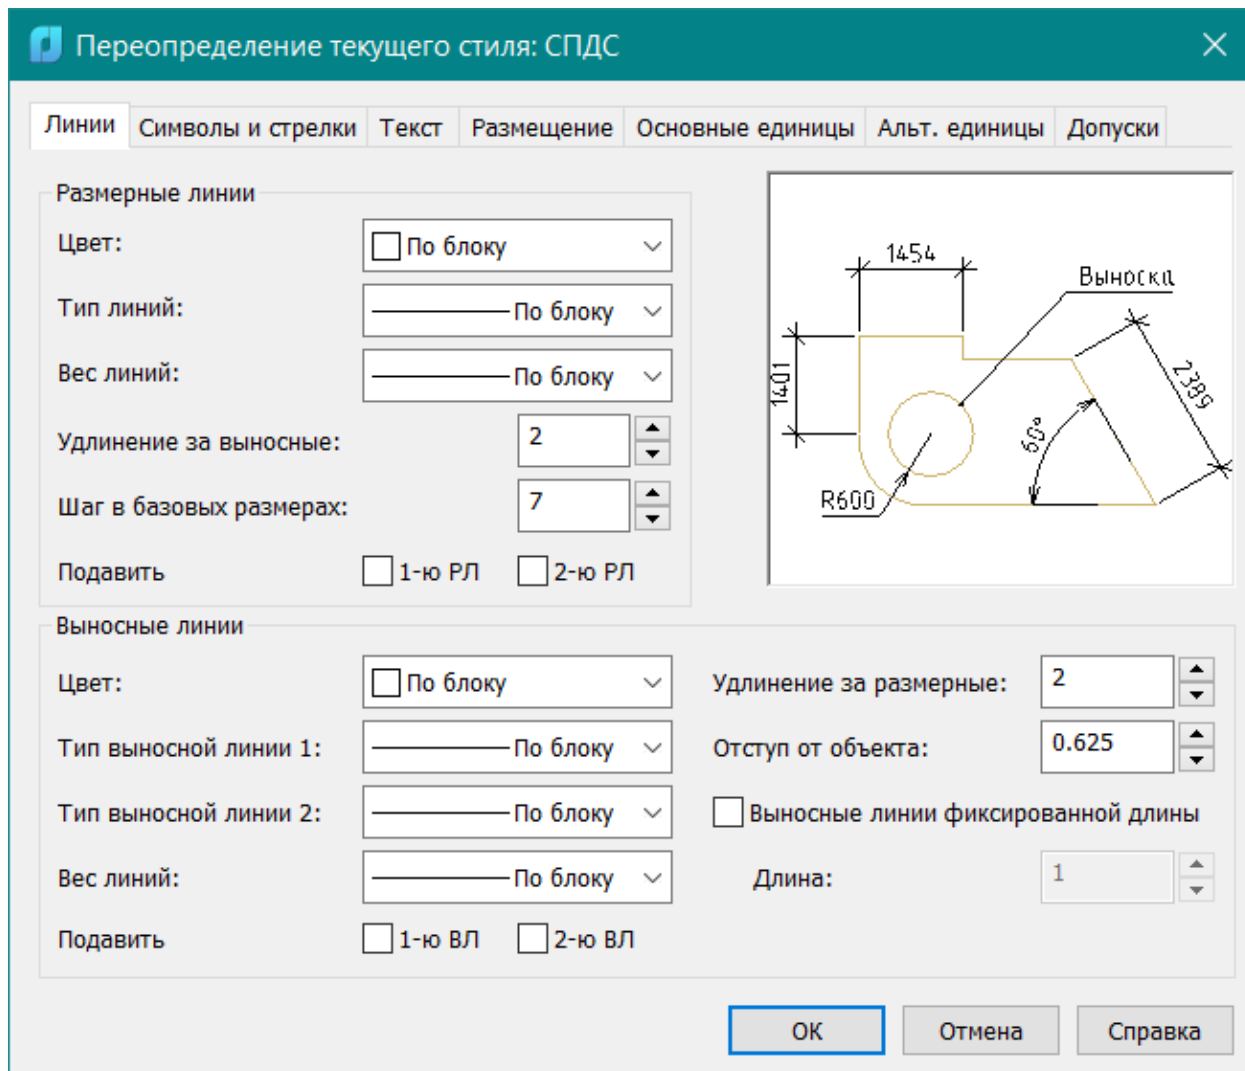 Переопределение текущего стиля: СПДС
Линии Символы и стрелки Текст Размещение Основные единицы Альт. единицы Допуски
Размерные линии
Цвет: По блоку
Тип линий: По блоку
Вес линий: По блоку
Удлинение за выносные: 2
Шаг в базовых размерах: 7
Подавить 1-ю РЛ 2-ю РЛ
1454
Выноска
1401
2389
60°
R600
Выносные линии
Цвет: По блоку
Удлинение за размерные: 2
Тип выносной линии 1: По блоку
Отступ от объекта: 0.625
Тип выносной линии 2: По блоку
Выносные линии фиксированной длины
Вес линий: По блоку
Длина: 1
Подавить 1-ю ВЛ 2-ю ВЛ
ОК Отмена Справка